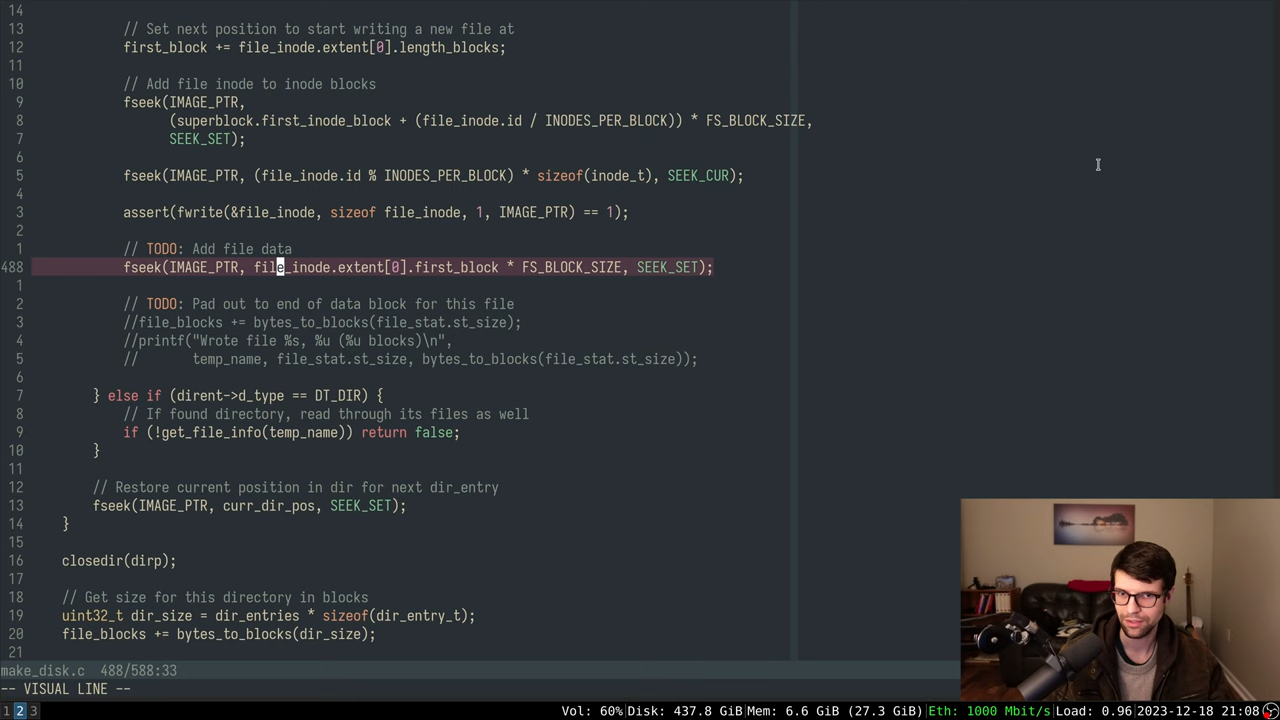 14
13 // Set next position to start writing a new file at
12 first_block += file_inode.extent[0].length_blocks;
11
10 // Add file inode to inode blocks
9 fseek(IMAGE_PTR,
8 (superblock.first_inode_block + (file_inode.id / INODES_PER_BLOCK)) * FS_BLOCK_SIZE,
7 SEEK_SET);
6
5 fseek(IMAGE_PTR, (file_inode.id % INODES_PER_BLOCK) * sizeof(inode_t), SEEK_CUR);
4
3 assert(fwrite(&file_inode, sizeof file_inode, 1, IMAGE_PTR) == 1);
2
1 // TODO: Add file data
488 fseek(IMAGE_PTR, file_inode.extent[0].first_block * FS_BLOCK_SIZE, SEEK_SET);
1
2 // TODO: Pad out to end of data block for this file
3 //file_blocks += bytes_to_blocks(file_stat.st_size);
4 //printf("Wrote file %s, %u (%u blocks)\n",
5 // temp_name, file_stat.st_size, bytes_to_blocks(file_stat.st_size));
6
7 } else if (dirent->d_type == DT_DIR) {
8 // If found directory, read through its files as well
9 if (!get_file_info(temp_name)) return false;
10 }
11
12 // Restore current position in dir for next dir_entry
13 fseek(IMAGE_PTR, curr_dir_pos, SEEK_SET);
14 }
15
16 closedir(dirp);
17
18 // Get size for this directory in blocks
19 uint32_t dir_size = dir_entries * sizeof(dir_entry_t);
20 file_blocks += bytes_to_blocks(dir_size);
21
make_disk.c 488/588:33
-- VISUAL LINE --
1 2 3 Vol: 60% Disk: 437.8 GiB Mem: 6.6 GiB (27.3 GiB) Eth: 1000 Mbit/s Load: 0.96 2023-12-18 21:08